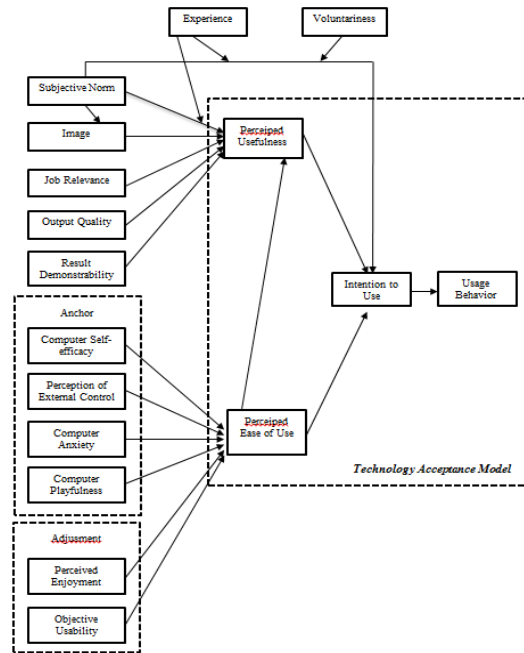 Experience
Voluntariness
Subjective Norm
Image
Perceiped
Usefulness
Job Relevance
Output Quality
Result
Demonstrability
Intention to
Use
Usage
Behavior
Anchor
Computer Self-
efficacy
Perception of
External Control
Computer
Anxiety
Computer
Playfulness
Perceiped
Ease of Use
Technology Acceptance Model
Adjusment
Perceived
Enjoyment
Objective
Usability